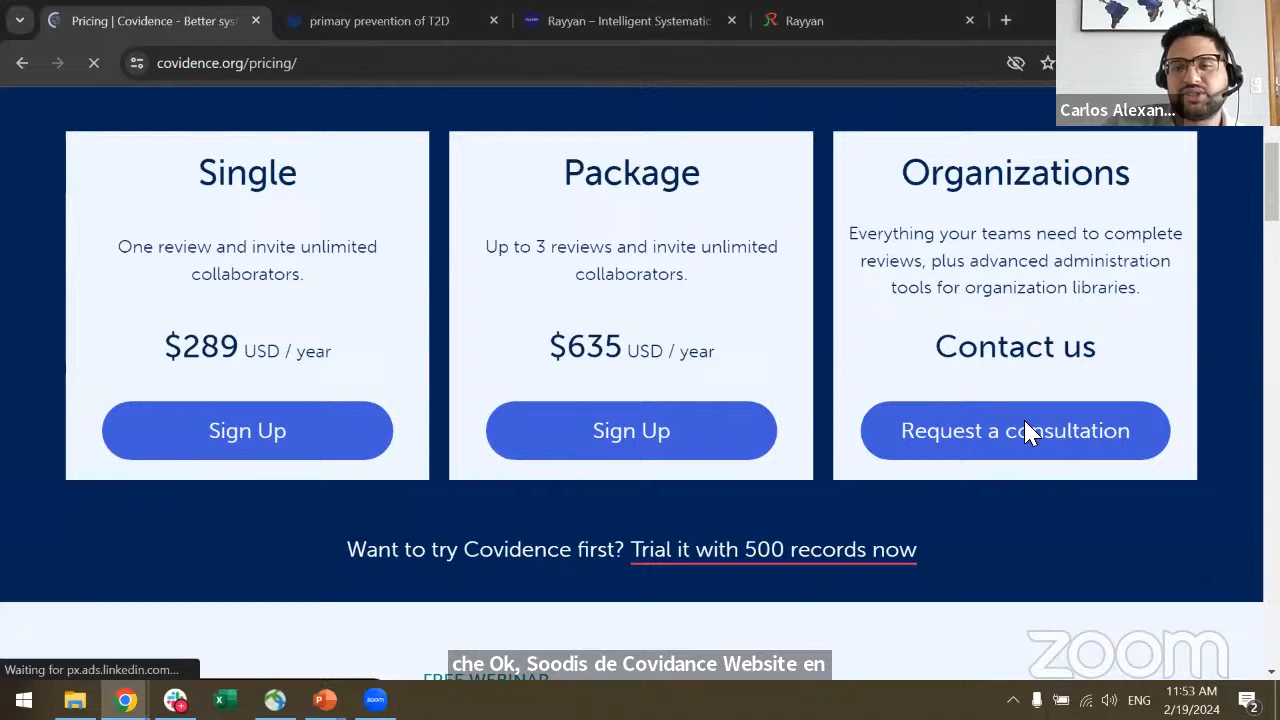 Pricing | Covidence - Better sys
primary prevention of T2D
Rayyan – Intelligent Systematic
Rayyan
covidence.org/pricing/
Carlos Alexan...
Single
One review and invite unlimited
collaborators.
$289 USD / year
Sign Up
Package
Up to 3 reviews and invite unlimited
collaborators.
$635 USD / year
Sign Up
Organizations
Everything your teams need to complete
reviews, plus advanced administration
tools for organization libraries.
Contact us
Request a consultation
Want to try Covidence first? Trial it with 500 records now
zoom
FREE WEBINAR
Waiting for px.ads.linkedin.com...
che Ok, Soodis de Covidance Website en
zoom
ENG
11:53 AM
2/19/2024
2